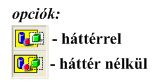 opciók:
- háttérrel
- háttér nélkül